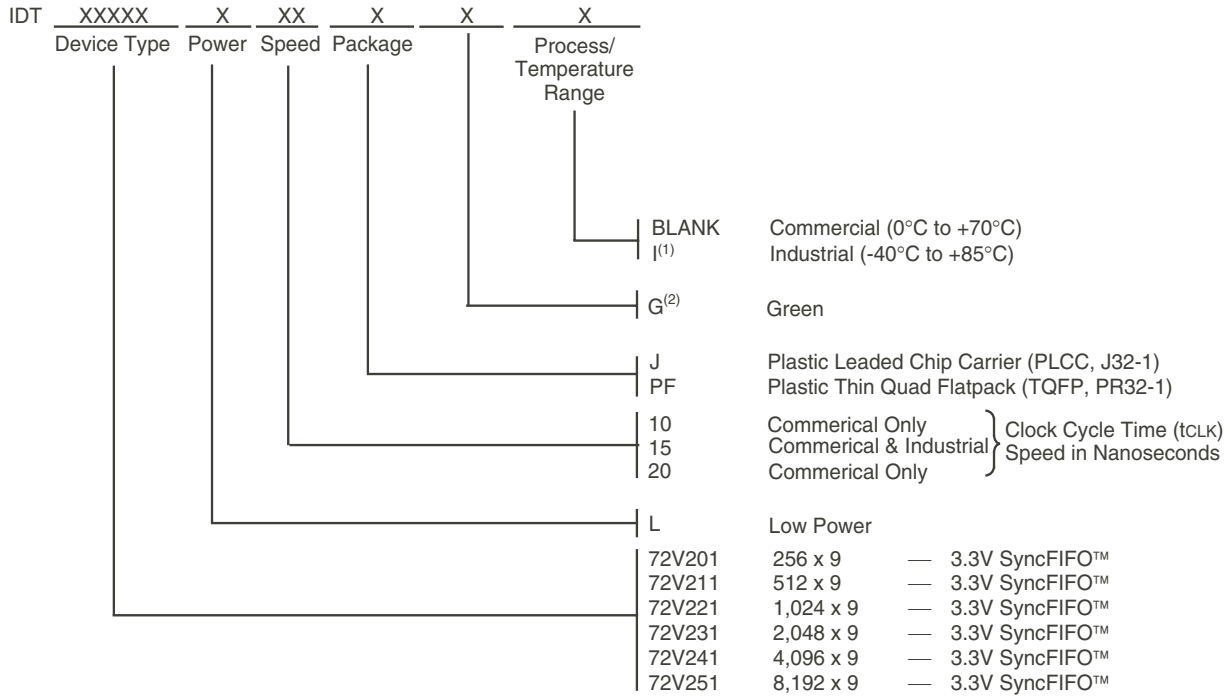 IDT XXXXX X XX X X X
Device Type Power Speed Package Process/
Temperature
Range
BLANK Commercial (0°C to +70°C)
I(1) Industrial (-40°C to +85°C)
G(2) Green
J Plastic Leaded Chip Carrier (PLCC, J32-1)
PF Plastic Thin Quad Flatpack (TQFP, PR32-1)
10 Commerical Only
15 Commerical & Industrial
20 Commerical Only
Clock Cycle Time (tCLK)
Speed in Nanoseconds
L Low Power
72V201 256 x 9 — 3.3V SyncFIFO™
72V211 512 x 9 — 3.3V SyncFIFO™
72V221 1,024 x 9 — 3.3V SyncFIFO™
72V231 2,048 x 9 — 3.3V SyncFIFO™
72V241 4,096 x 9 — 3.3V SyncFIFO™
72V251 8,192 x 9 — 3.3V SyncFIFO™